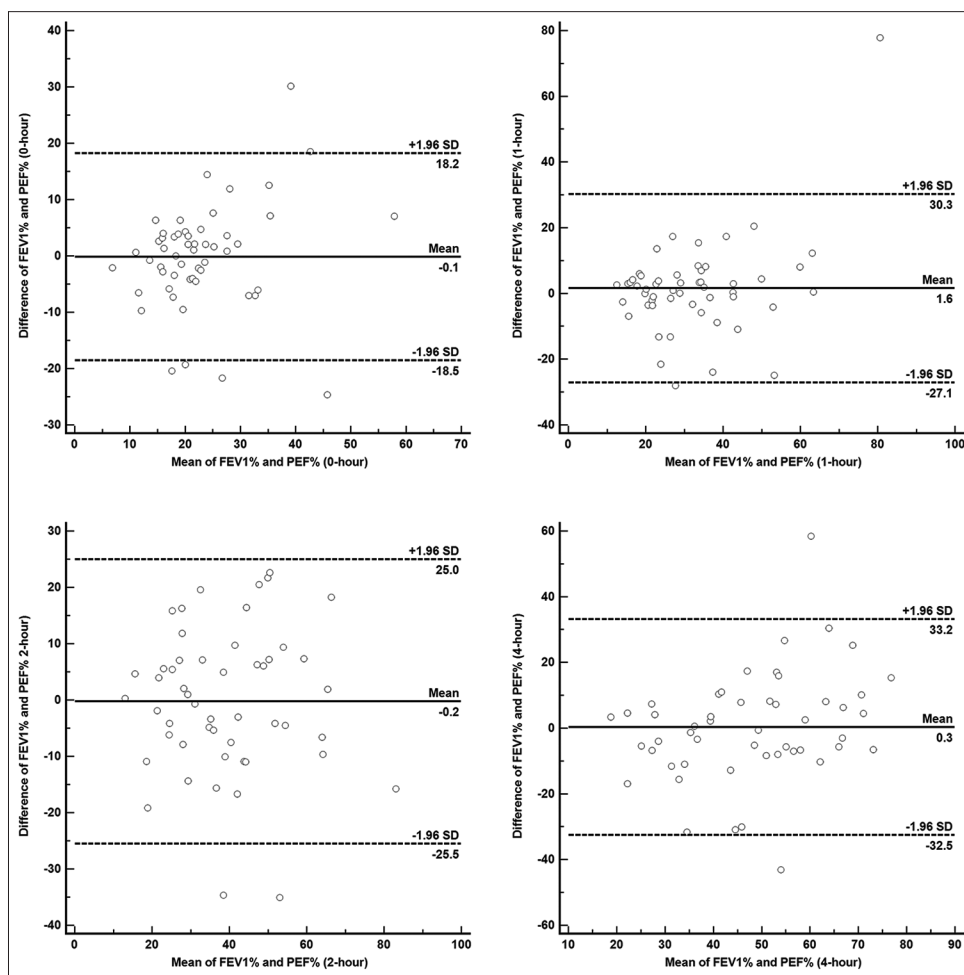 Difference of FEV1% and PEF% (0-hour)
40
30
20
10
0
-10
-20
-30
+1.96 SD
18.2
Mean
-0.1
-1.96 SD
-18.5
0 10 20 30 40 50 60 70
Mean of FEV1% and PEF% (0-hour)
Difference of FEV1% and PEF% (1-hour)
80
60
40
20
0
-20
-40
+1.96 SD
30.3
Mean
1.6
-1.96 SD
-27.1
0 20 40 60 80 100
Mean of FEV1% and PEF% (1-hour)
Difference of FEV1% and PEF% 2-hour)
30
20
10
0
-10
-20
-30
-40
+1.96 SD
25.0
Mean
-0.2
-1.96 SD
-25.5
0 20 40 60 80 100
Mean of FEV1% and PEF% (2-hour)
Difference of FEV1% and PEF% (4-hour)
60
40
20
0
-20
-40
-60
+1.96 SD
33.2
Mean
0.3
-1.96 SD
-32.5
10 20 30 40 50 60 70 80 90
Mean of FEV1% and PEF% (4-hour)